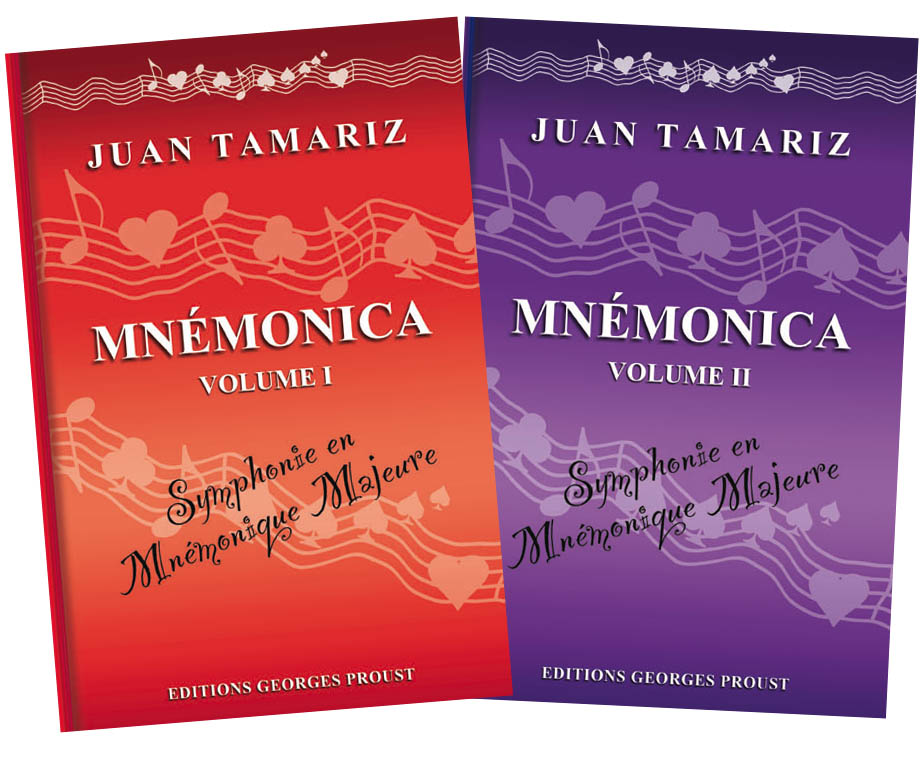 JUAN TAMARIZ
MNÉMONICA
VOLUME I
Symphonie en
Mnémonique Majeure
EDITIONS GEORGES PROUST
JUAN TAMARIZ
MNÉMONICA
VOLUME II
Symphonie en
Mnémonique Majeure
EDITIONS GEORGES PROUST